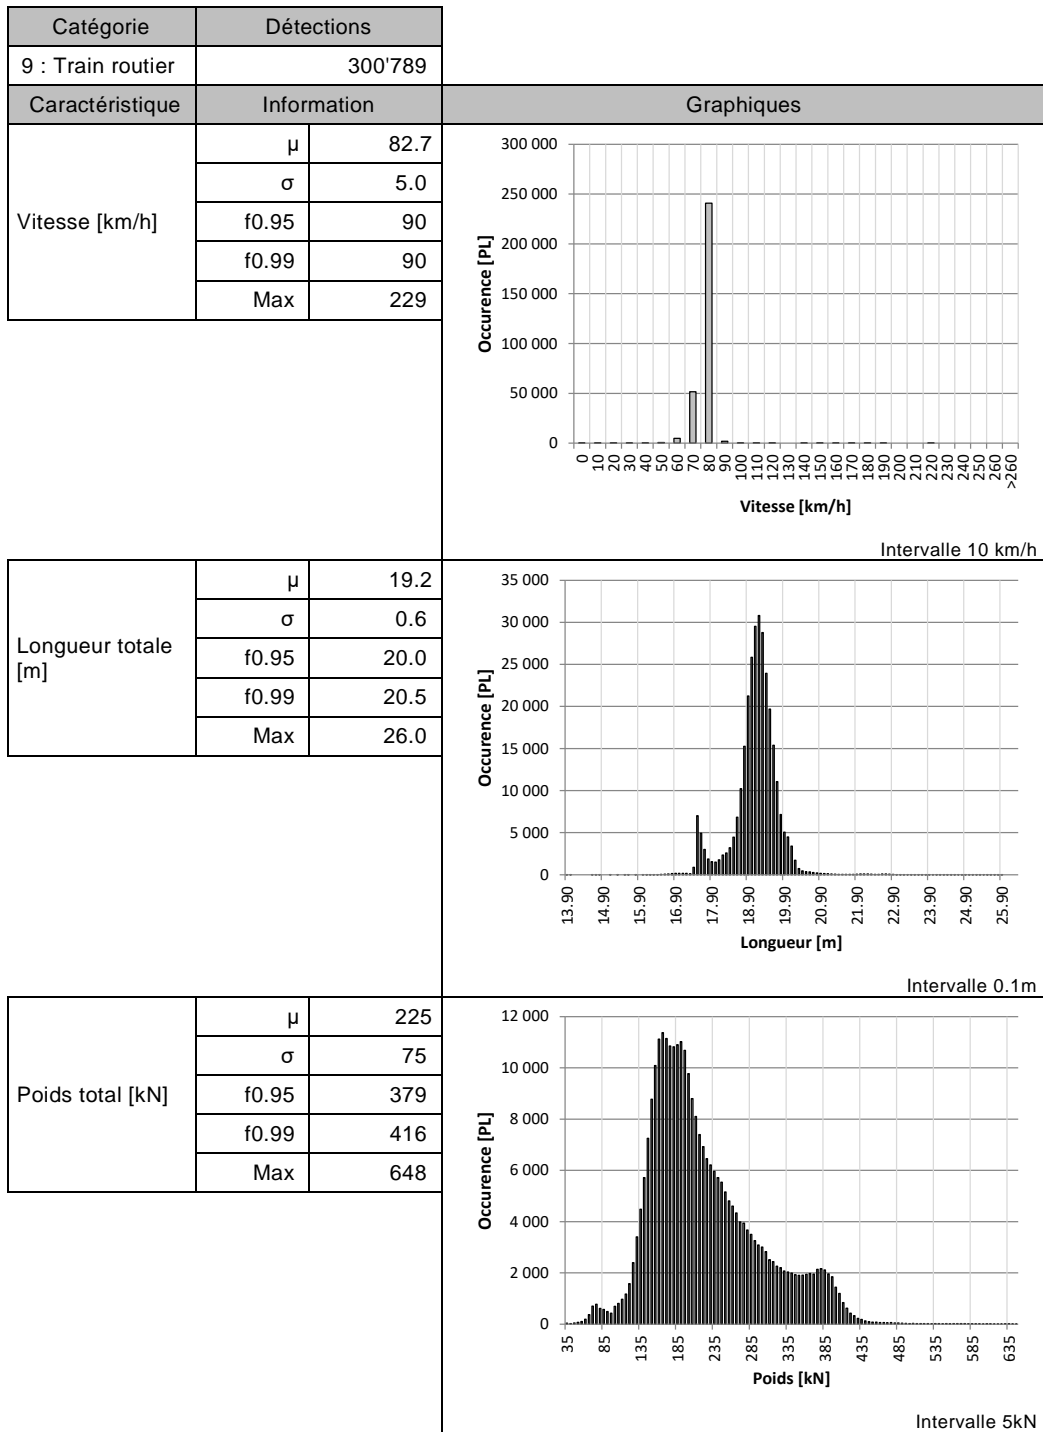 Catégorie Détections
9 : Train routier 300'789
Caractéristique Information Graphiques
Vitesse [km/h]
µ 82.7
σ 5.0
f0.95 90
f0.99 90
Max 229
300 000
250 000
200 000
150 000
100 000
50 000
0
Occurence [PL]
0 10 20 30 40 50 60 70 80 90 100 110 120 130 140 150 160 170 180 190 200 210 220 230 240 250 260 >260
Vitesse [km/h]
Intervalle 10 km/h
Longueur totale
[m]
µ 19.2
σ 0.6
f0.95 20.0
f0.99 20.5
Max 26.0
35 000
30 000
25 000
20 000
15 000
10 000
5 000
0
Occurence [PL]
13.90 14.90 15.90 16.90 17.90 18.90 19.90 20.90 21.90 22.90 23.90 24.90 25.90
Longueur [m]
Intervalle 0.1m
Poids total [kN]
µ 225
σ 75
f0.95 379
f0.99 416
Max 648
12 000
10 000
8 000
6 000
4 000
2 000
0
Occurence [PL]
35 85 135 185 235 285 335 385 435 485 535 585 635
Poids [kN]
Intervalle 5kN